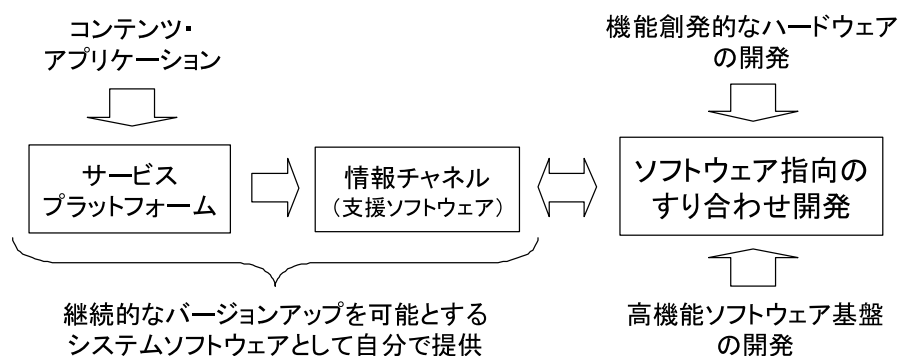 コンテンツ・
アプリケーション
機能創発的なハードウェア
の開発
サービス
プラットフォーム
情報チャネル
(支援ソフトウェア)
ソフトウェア指向の
すり合わせ開発
継続的なバージョンアップを可能とする
システムソフトウェアとして自分で提供
高機能ソフトウェア基盤
の開発